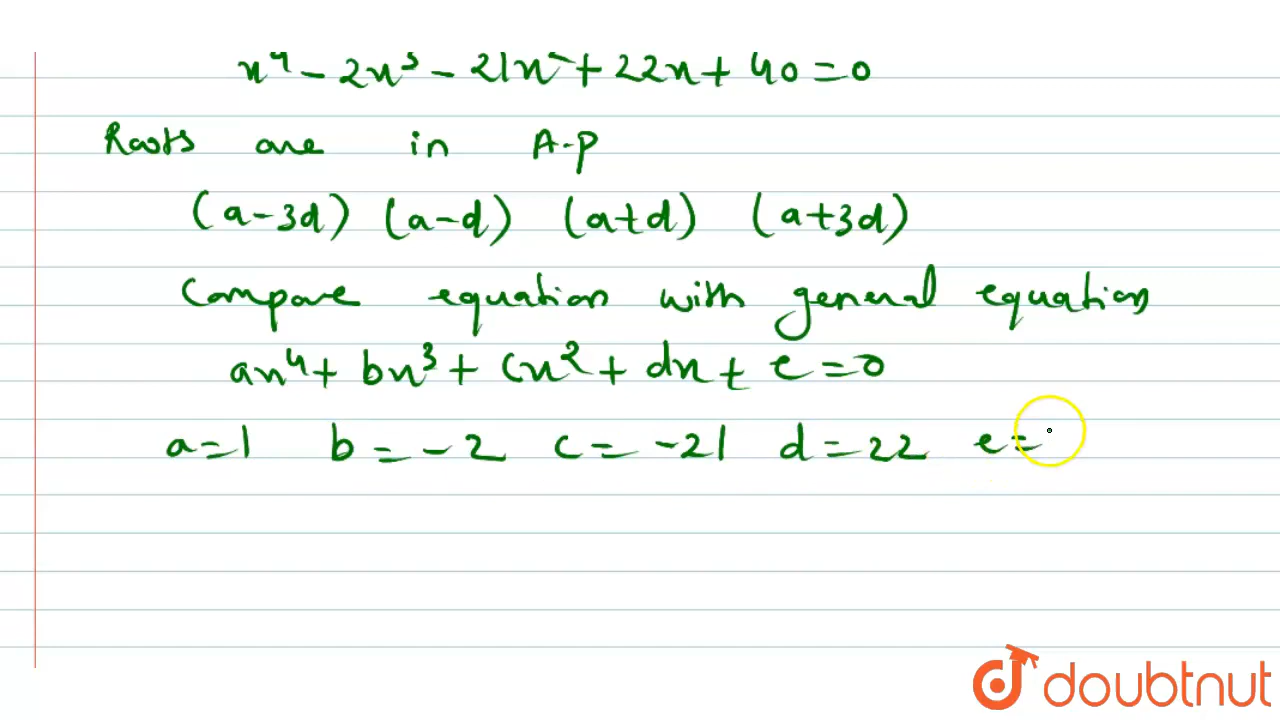 x⁴ - 2x³ - 21x² + 22x + 40 = 0
Roots are in A.P
(a-3d) (a-d) (a+d) (a+3d)
Compare equation with general equation
ax⁴ + bx³ + cx² + dx + e = 0
a=1 b=-2 c=-21 d=22 e=
doubtnut